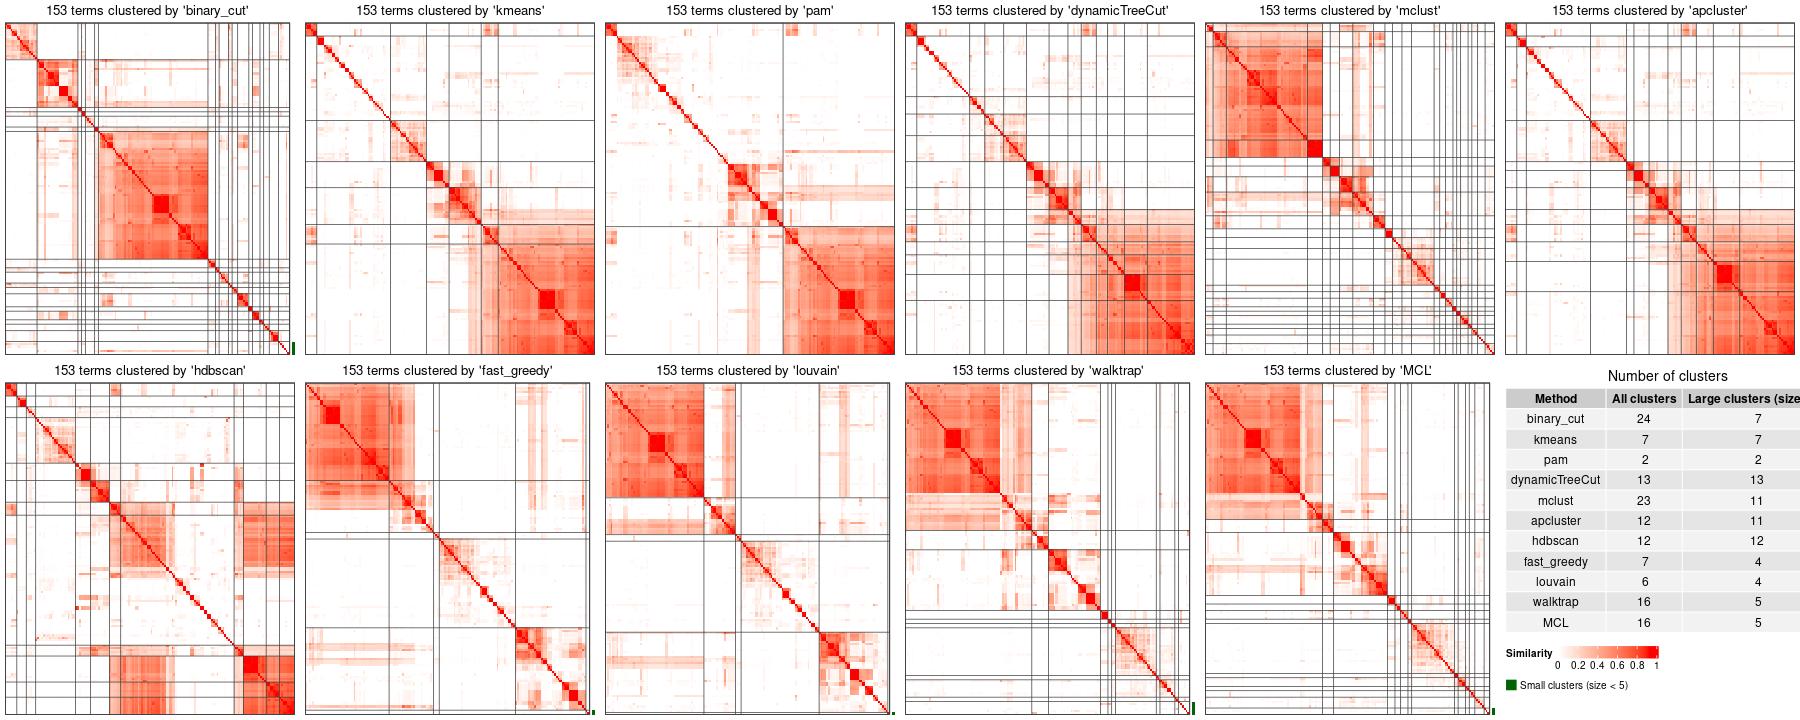 153 terms clustered by 'binary_cut'
153 terms clustered by 'kmeans'
153 terms clustered by 'pam'
153 terms clustered by 'dynamicTreeCut'
153 terms clustered by 'mclust'
153 terms clustered by 'apcluster'
153 terms clustered by 'hdbscan'
153 terms clustered by 'fast_greedy'
153 terms clustered by 'louvain'
153 terms clustered by 'walktrap'
153 terms clustered by 'MCL'
Number of clusters
Method All clusters Large clusters (size
binary_cut 24 7
kmeans 7 7
pam 2 2
dynamicTreeCut 13 13
mclust 23 11
apcluster 12 11
hdbscan 12 12
fast_greedy 7 4
louvain 6 4
walktrap 16 5
MCL 16 5
Similarity
0 0.2 0.4 0.6 0.8 1
Small clusters (size < 5)